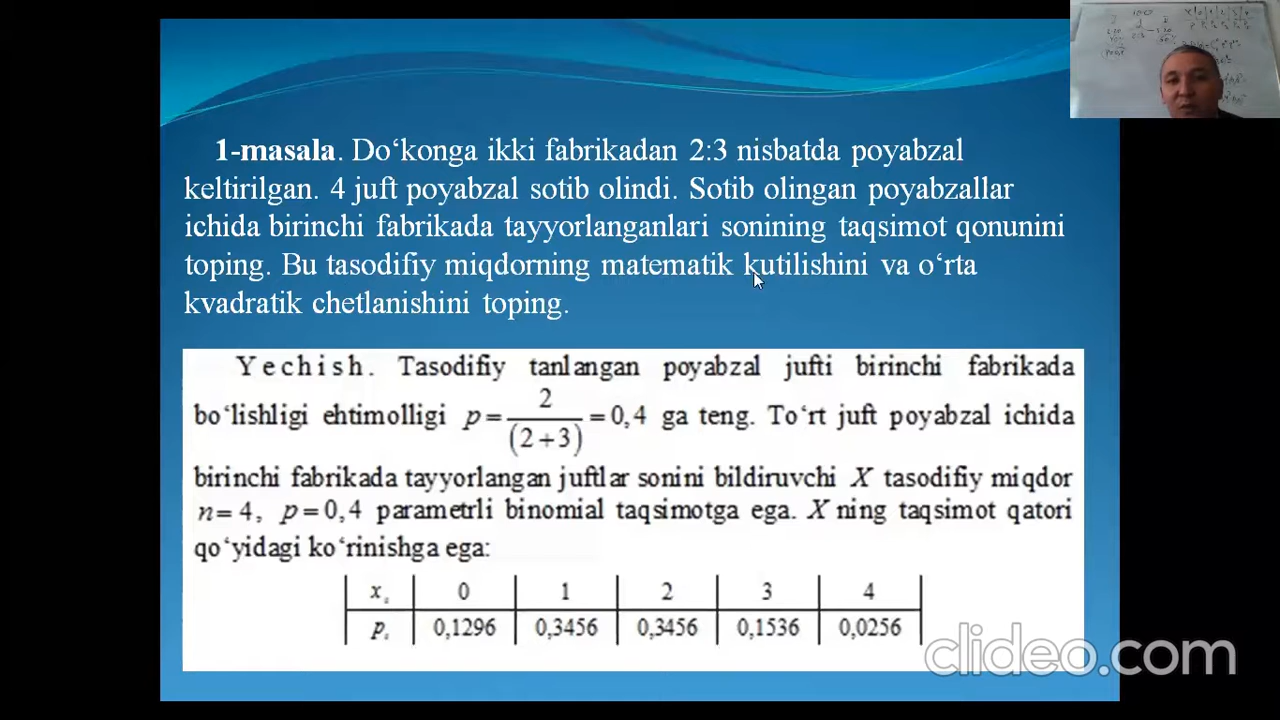 1-masala. Do‘konga ikki fabrikadan 2:3 nisbatda poyabzal
keltirilgan. 4 juft poyabzal sotib olindi. Sotib olingan poyabzallar
ichida birinchi fabrikada tayyorlanganlari sonining taqsimot qonunini
toping. Bu tasodifiy miqdorning matematik kutilishini va o‘rta
kvadratik chetlanishini toping.
Yechish. Tasodifiy tanlangan poyabzal jufti birinchi fabrikada
bo‘lishligi ehtimolligi p = 2/(2+3) = 0,4 ga teng. To‘rt juft poyabzal ichida
birinchi fabrikada tayyorlangan juftlar sonini bildiruvchi X tasodifiy miqdor
n = 4, p = 0,4 parametrli binomial taqsimotga ega. X ning taqsimot qatori
qo‘yidagi ko‘rinishga ega:
xᵢ 0 1 2 3 4
pᵢ 0,1296 0,3456 0,3456 0,1536 0,0256
clideo.com